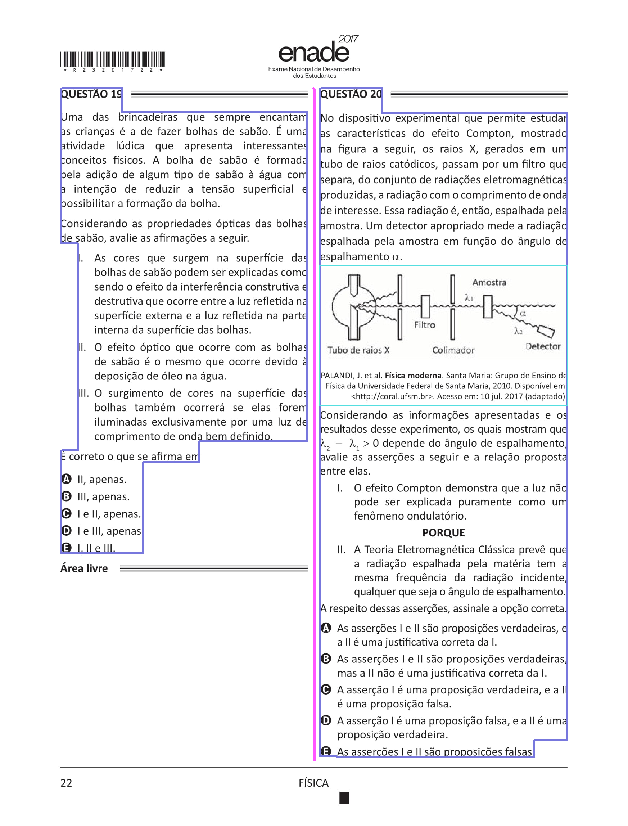 *R22201722*
enade 2017
Exame Nacional de Desempenho
dos Estudantes
QUESTÃO 19
Uma das brincadeiras que sempre encantam
as crianças é a de fazer bolhas de sabão. É uma
atividade lúdica que apresenta interessantes
conceitos físicos. A bolha de sabão é formada
pela adição de algum tipo de sabão à água com
a intenção de reduzir a tensão superficial e
possibilitar a formação da bolha.
Considerando as propriedades ópticas das bolhas
de sabão, avalie as afirmações a seguir.
I. As cores que surgem na superfície das
bolhas de sabão podem ser explicadas como
sendo o efeito da interferência construtiva e
destrutiva que ocorre entre a luz refletida na
superfície externa e a luz refletida na parte
interna da superfície das bolhas.
II. O efeito óptico que ocorre com as bolhas
de sabão é o mesmo que ocorre devido à
deposição de óleo na água.
III. O surgimento de cores na superfície das
bolhas também ocorrerá se elas forem
iluminadas exclusivamente por uma luz de
comprimento de onda bem definido.
É correto o que se afirma em
A II, apenas.
B III, apenas.
C I e II, apenas.
D I e III, apenas
E I, II e III.
Área livre
QUESTÃO 20
No dispositivo experimental que permite estudar
as características do efeito Compton, mostrado
na figura a seguir, os raios X, gerados em um
tubo de raios catódicos, passam por um filtro que
separa, do conjunto de radiações eletromagnéticas
produzidas, a radiação com o comprimento de onda
de interesse. Essa radiação é, então, espalhada pela
amostra. Um detector apropriado mede a radiação
espalhada pela amostra em função do ângulo de
espalhamento α.
Amostra
λ₁
α
Filtro
λ₂
Tubo de raios X
Colimador
Detector
PALANDI, J. et al. Física moderna. Santa Maria: Grupo de Ensino de
Física da Universidade Federal de Santa Maria, 2010. Disponível em
<http://coral.ufsm.br>. Acesso em: 10 jul. 2017 (adaptado)
Considerando as informações apresentadas e os
resultados desse experimento, os quais mostram que
λ₂ − λ₁ > 0 depende do ângulo de espalhamento,
avalie as asserções a seguir e a relação proposta
entre elas.
I. O efeito Compton demonstra que a luz não
pode ser explicada puramente como um
fenômeno ondulatório.
PORQUE
II. A Teoria Eletromagnética Clássica prevê que
a radiação espalhada pela matéria tem a
mesma frequência da radiação incidente,
qualquer que seja o ângulo de espalhamento.
A respeito dessas asserções, assinale a opção correta.
A As asserções I e II são proposições verdadeiras, e
a II é uma justificativa correta da I.
B As asserções I e II são proposições verdadeiras,
mas a II não é uma justificativa correta da I.
C A asserção I é uma proposição verdadeira, e a II
é uma proposição falsa.
D A asserção I é uma proposição falsa, e a II é uma
proposição verdadeira.
E As asserções I e II são proposições falsas
22
FÍSICA